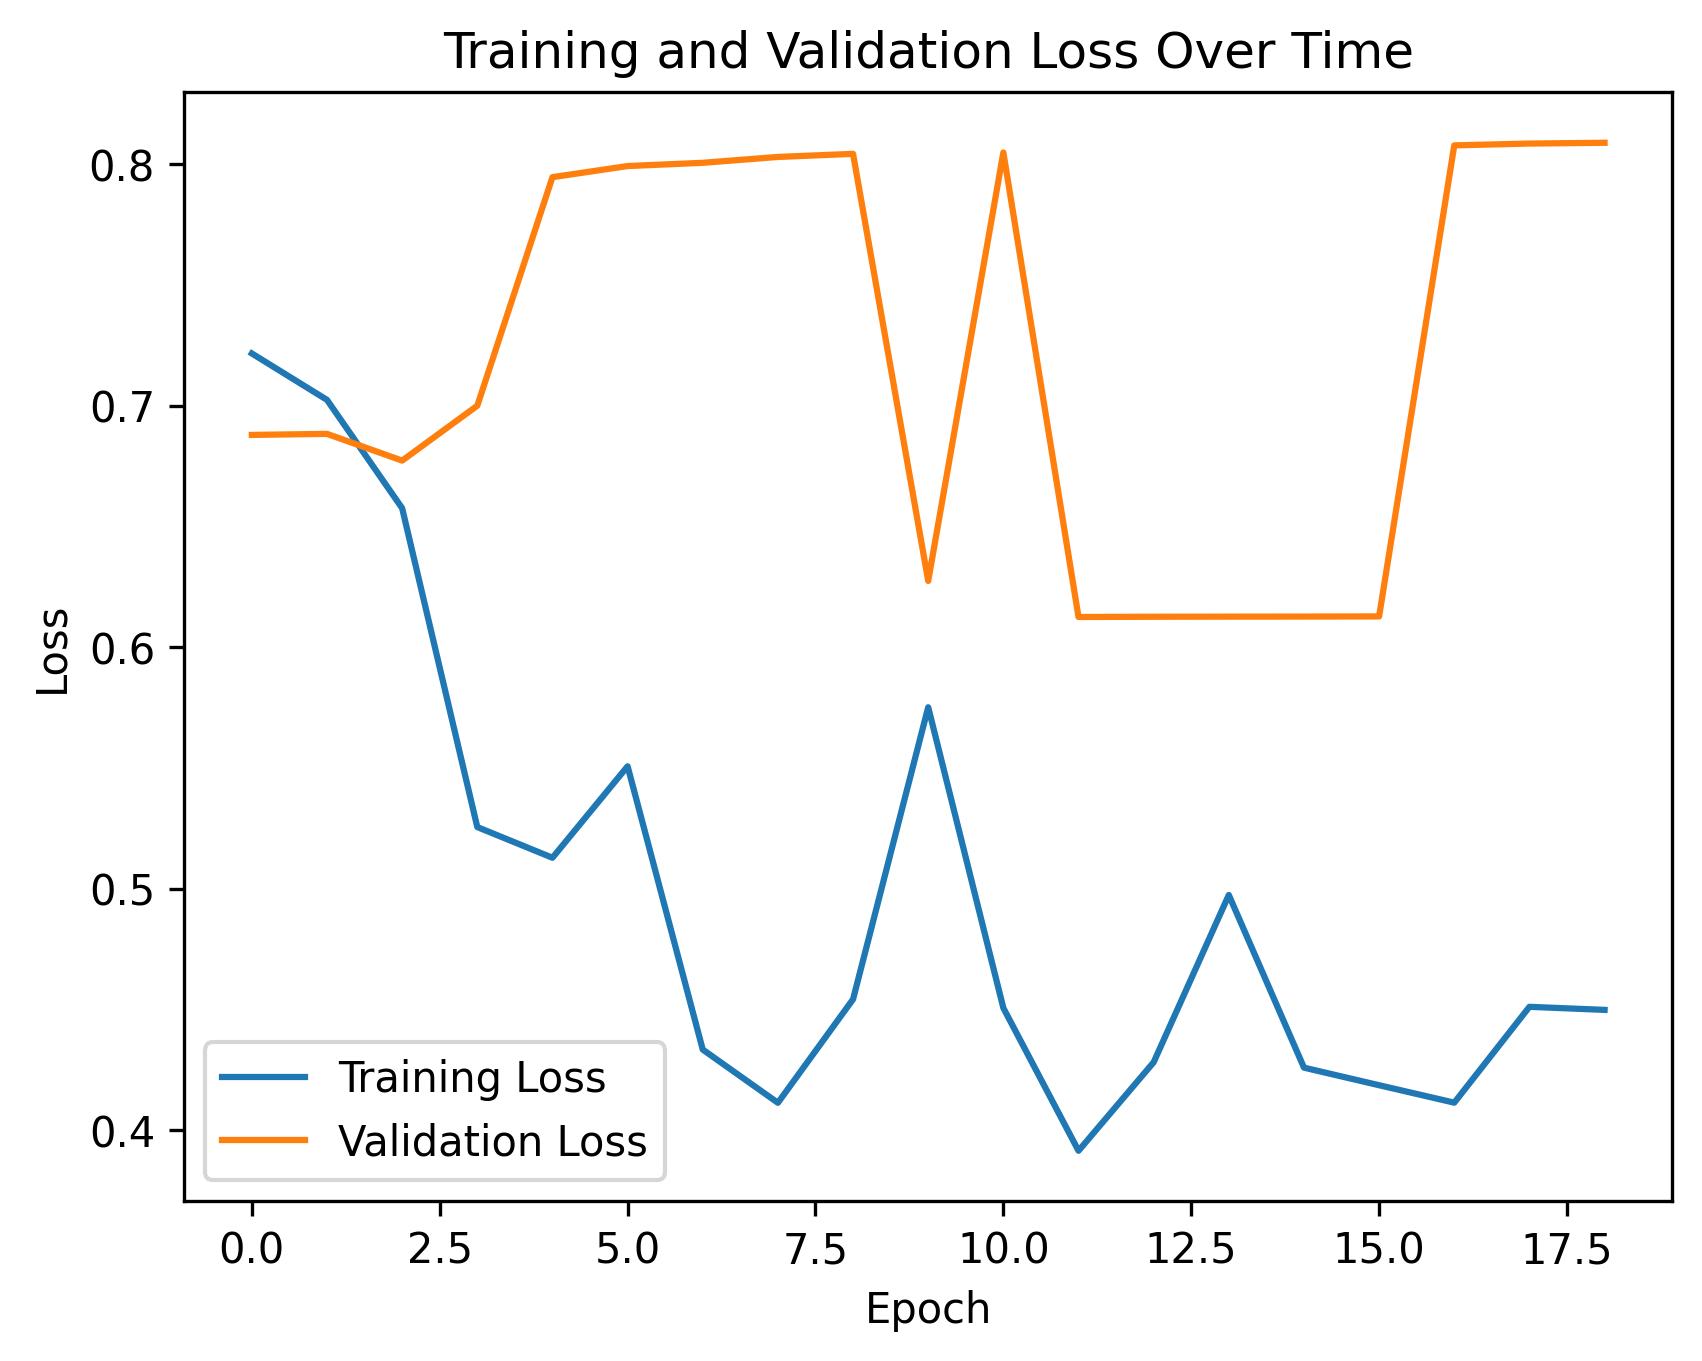 Training and Validation Loss Over Time
Loss
0.8
0.7
0.6
0.5
0.4
Training Loss
Validation Loss
0.0 2.5 5.0 7.5 10.0 12.5 15.0 17.5
Epoch